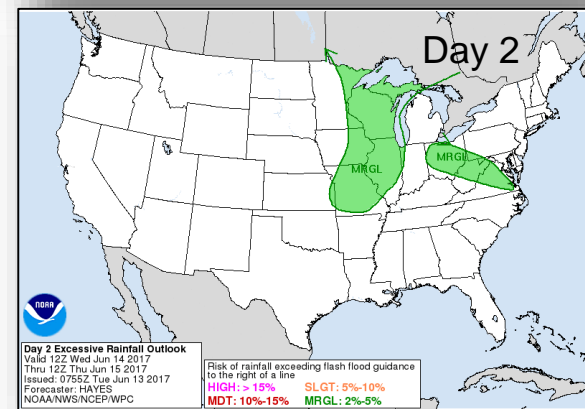 Day 2
MRGL
MRGL
NOAA
Day 2 Excessive Rainfall Outlook
Valid 12Z Wed Jun 14 2017
Thru 12Z Thu Jun 15 2017
Issued: 0755Z Tue Jun 13 2017
Forecaster: HAYES
NOAA/NWS/NCEP/WPC
Risk of rainfall exceeding flash flood guidance
to the right of a line
HIGH: > 15% SLGT: 5%-10%
MDT: 10%-15% MRGL: 2%-5%